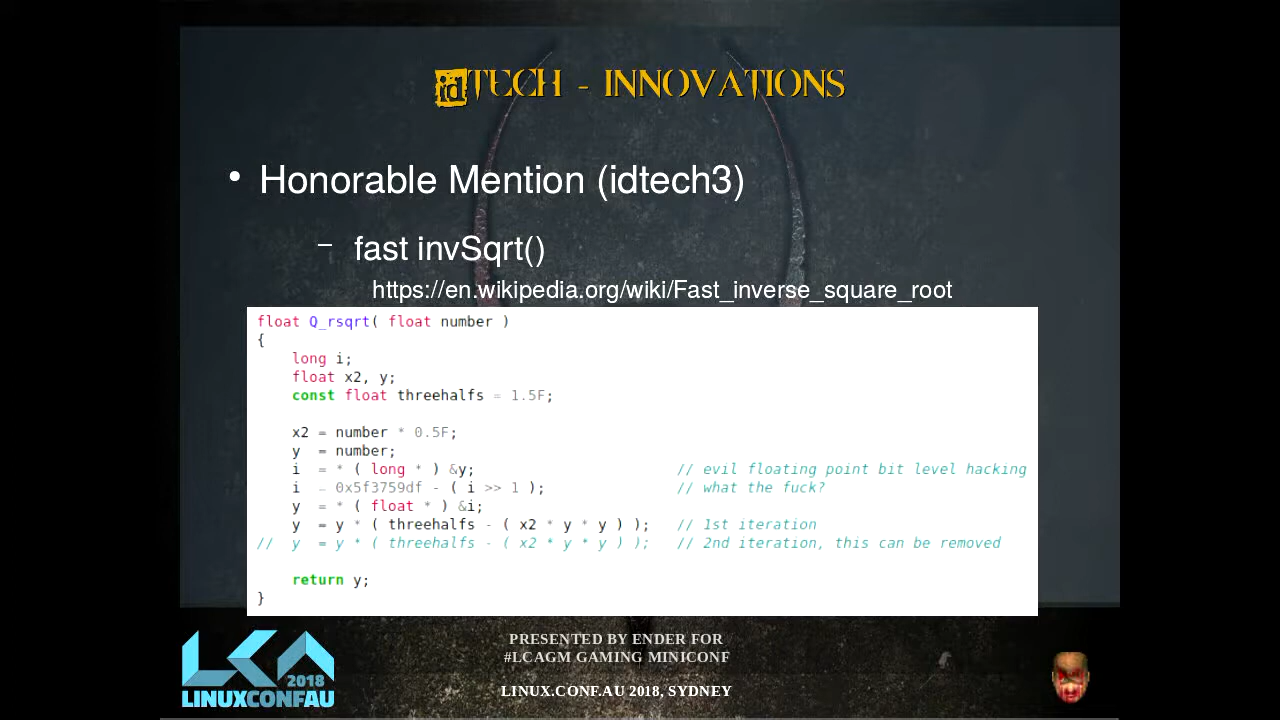 idTECH - INNOVATIONS
• Honorable Mention (idtech3)
– fast invSqrt()
https://en.wikipedia.org/wiki/Fast_inverse_square_root
float Q_rsqrt( float number )
{
    long i;
    float x2, y;
    const float threehalfs = 1.5F;

    x2 = number * 0.5F;
    y  = number;
    i  = * ( long * ) &y;                       // evil floating point bit level hacking
    i  = 0x5f3759df - ( i >> 1 );               // what the fuck?
    y  = * ( float * ) &i;
    y  = y * ( threehalfs - ( x2 * y * y ) );   // 1st iteration
//  y  = y * ( threehalfs - ( x2 * y * y ) );   // 2nd iteration, this can be removed

    return y;
}
LCA
2018
LINUXCONFAU
PRESENTED BY ENDER FOR
#LCAGM GAMING MINICONF
LINUX.CONF.AU 2018, SYDNEY